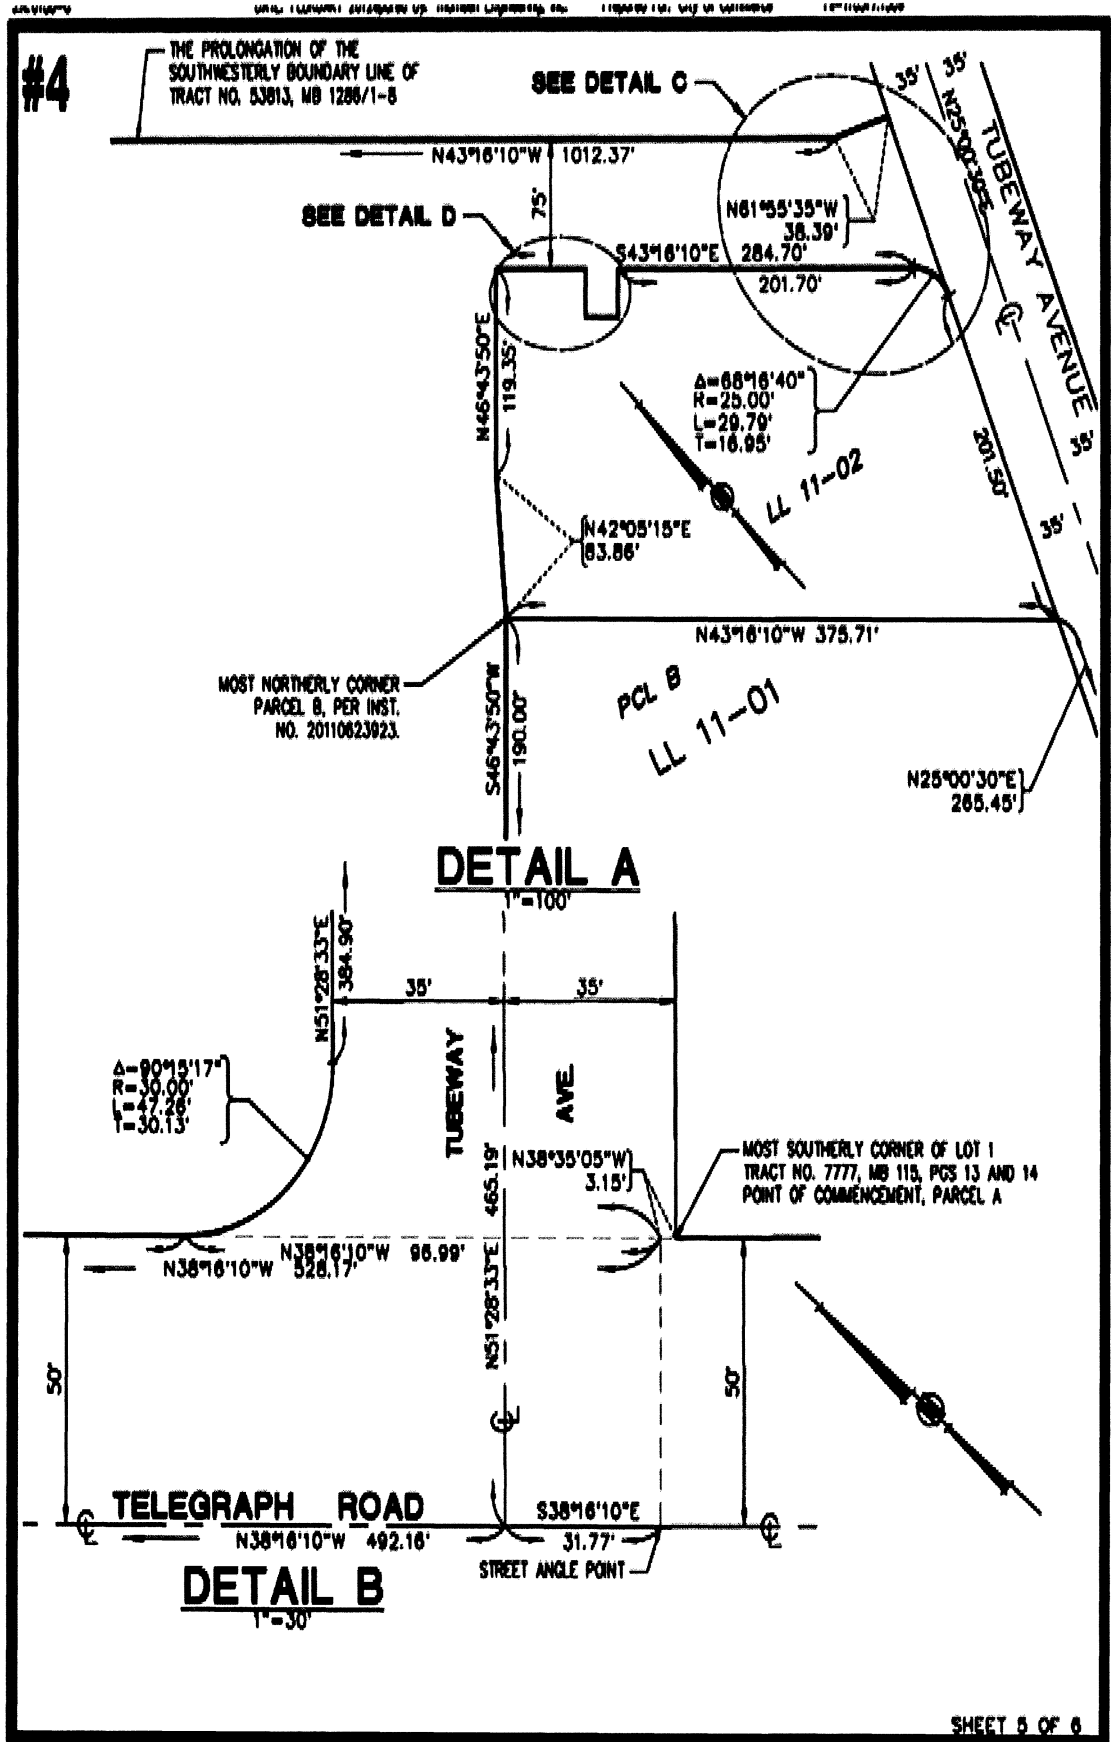 #4
THE PROLONGATION OF THE
SOUTHWESTERLY BOUNDARY LINE OF
TRACT NO. 53813, MB 1286/1-8
SEE DETAIL C
35'
35'
N25°00'30"E
TUBEWAY AVENUE
N43°16'10"W 1012.37'
75'
N61°55'35"W
38.39'
SEE DETAIL D
S43°16'10"E 284.70'
201.70'
N46°43'50"E
119.35'
Δ=68°16'40"
R=25.00'
L=29.79'
T=16.95'
LL 11-02
201.50'
35'
35'
N42°05'15"E
83.86'
N43°16'10"W 375.71'
MOST NORTHERLY CORNER
PARCEL B, PER INST.
NO. 20110623923.
S46°43'50"W
190.00'
PCL B
LL 11-01
N25°00'30"E
265.45'
DETAIL A
1"=100'
N51°28'33"E
384.90'
35'
35'
TUBEWAY
AVE.
Δ=90°15'17"
R=30.00'
L=47.26'
T=30.13'
N38°35'05"W
3.15'
MOST SOUTHERLY CORNER OF LOT 1
TRACT NO. 7777, MB 115, PGS 13 AND 14
POINT OF COMMENCEMENT, PARCEL A
N38°16'10"W 96.99'
N38°16'10"W 528.17'
N51°28'33"E 465.19'
50'
50'
TELEGRAPH ROAD
S38°16'10"E
N38°16'10"W 492.16'
31.77'
STREET ANGLE POINT
DETAIL B
1"=30'
SHEET 5 OF 6